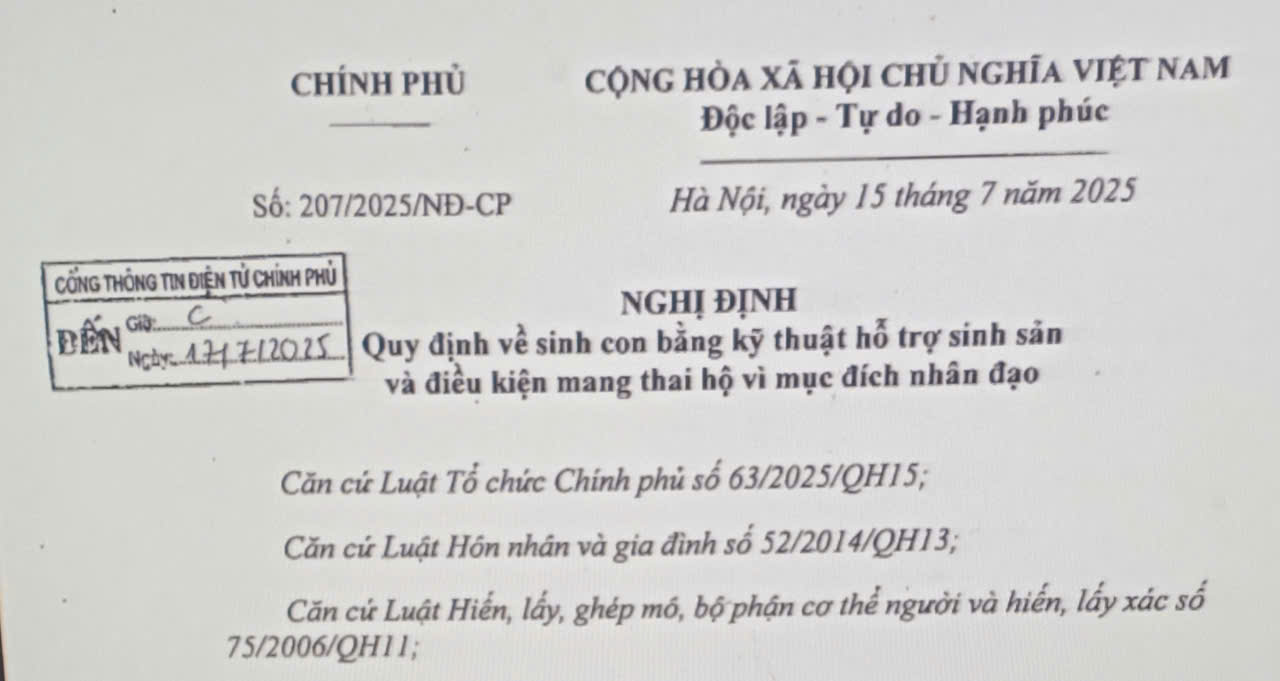 CHÍNH PHỦ
CỘNG HÒA XÃ HỘI CHỦ NGHĨA VIỆT NAM
Độc lập - Tự do - Hạnh phúc
Số: 207/2025/NĐ-CP
Hà Nội, ngày 15 tháng 7 năm 2025
CỔNG THÔNG TIN ĐIỆN TỬ CHÍNH PHỦ
ĐẾN
Giờ: C
Ngày: 17/7/2025
NGHỊ ĐỊNH
Quy định về sinh con bằng kỹ thuật hỗ trợ sinh sản
và điều kiện mang thai hộ vì mục đích nhân đạo
Căn cứ Luật Tổ chức Chính phủ số 63/2025/QH15;
Căn cứ Luật Hôn nhân và gia đình số 52/2014/QH13;
Căn cứ Luật Hiến, lấy, ghép mô, bộ phận cơ thể người và hiến, lấy xác số
75/2006/QH11;